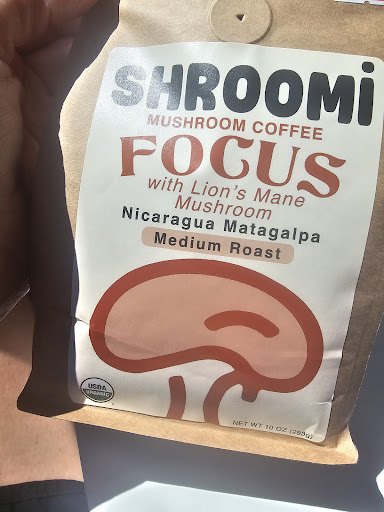 SHROOMi
MUSHROOM COFFEE
FOCUS
with Lion's Mane
Mushroom
Nicaragua Matagalpa
Medium Roast
USDA
ORGANIC
NET WT 10 OZ (283g)